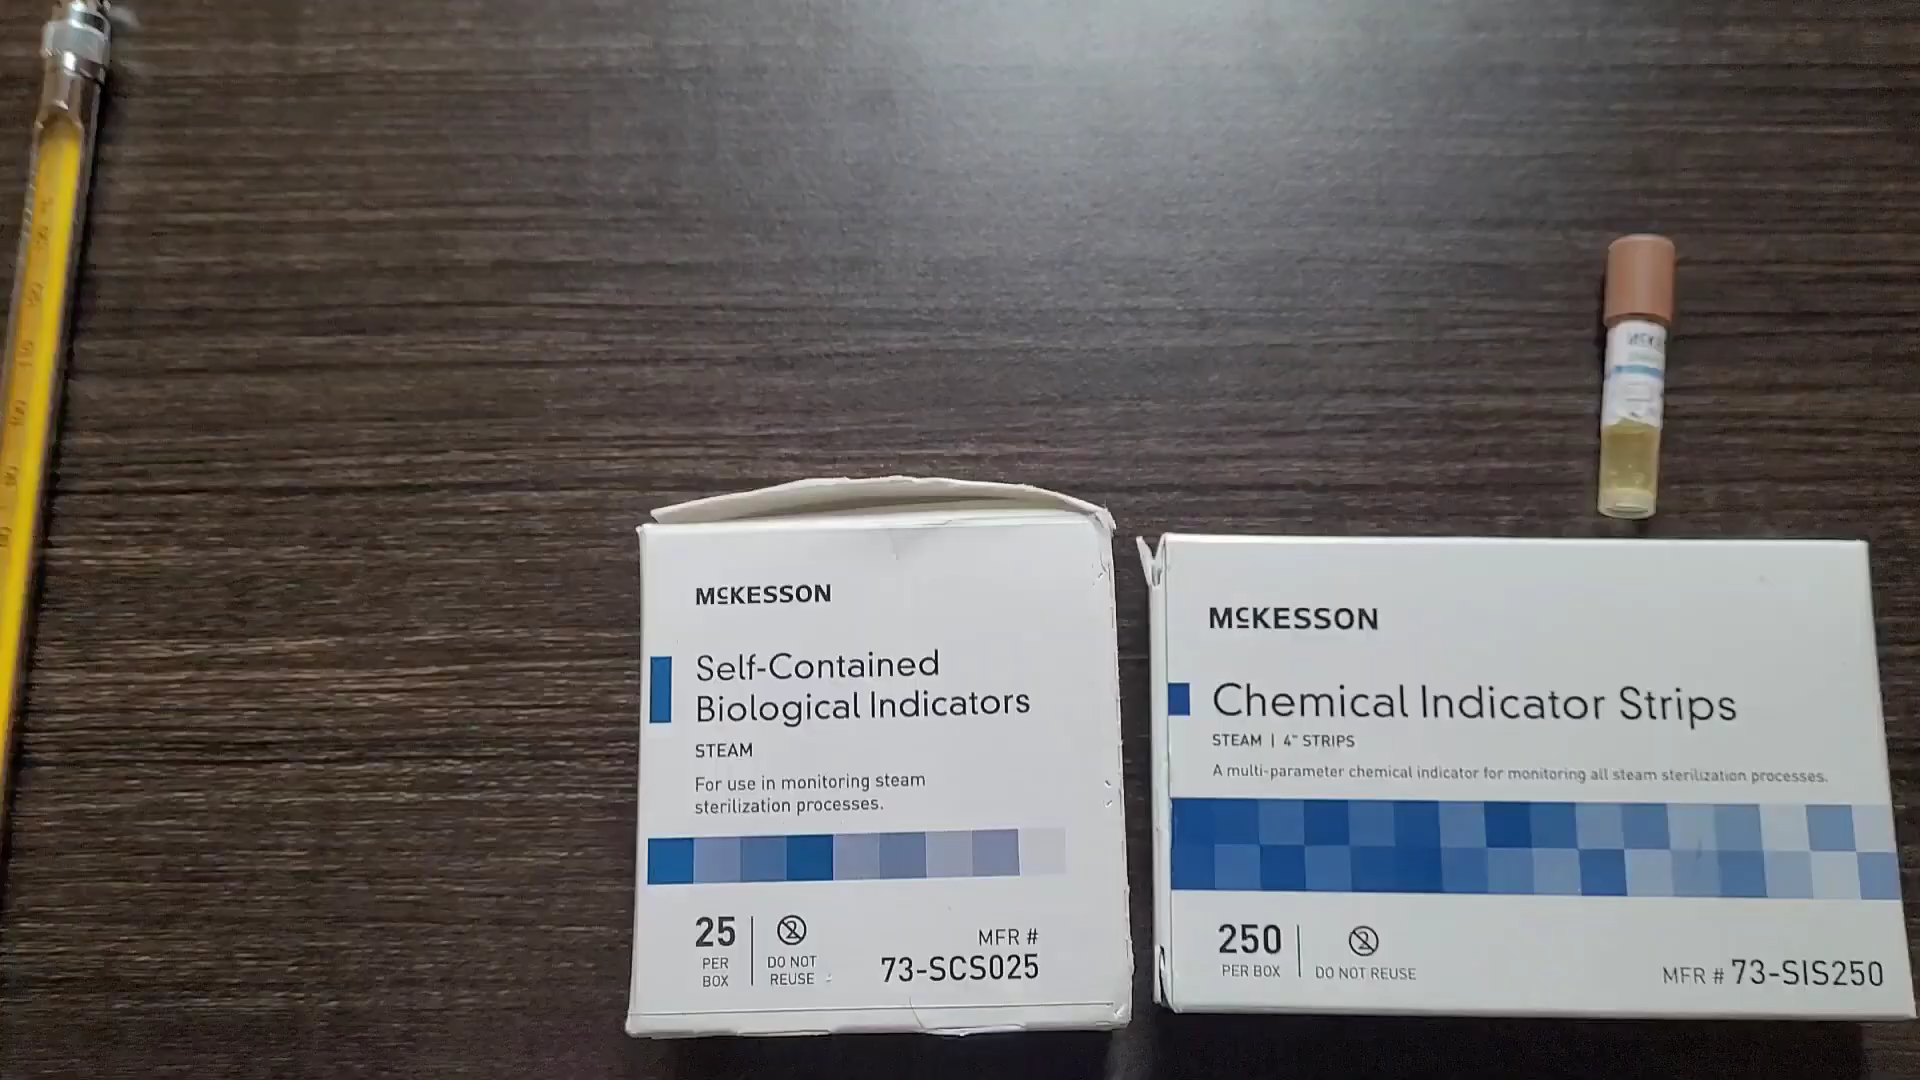 McKESSON
Self-Contained
Biological Indicators
STEAM
For use in monitoring steam
sterilization processes.
25
PER
BOX
DO NOT
REUSE
MFR #
73-SCS025
McKESSON
Chemical Indicator Strips
STEAM | 4" STRIPS
A multi-parameter chemical indicator for monitoring all steam sterilization processes.
250
PER BOX
DO NOT REUSE
MFR # 73-SIS250